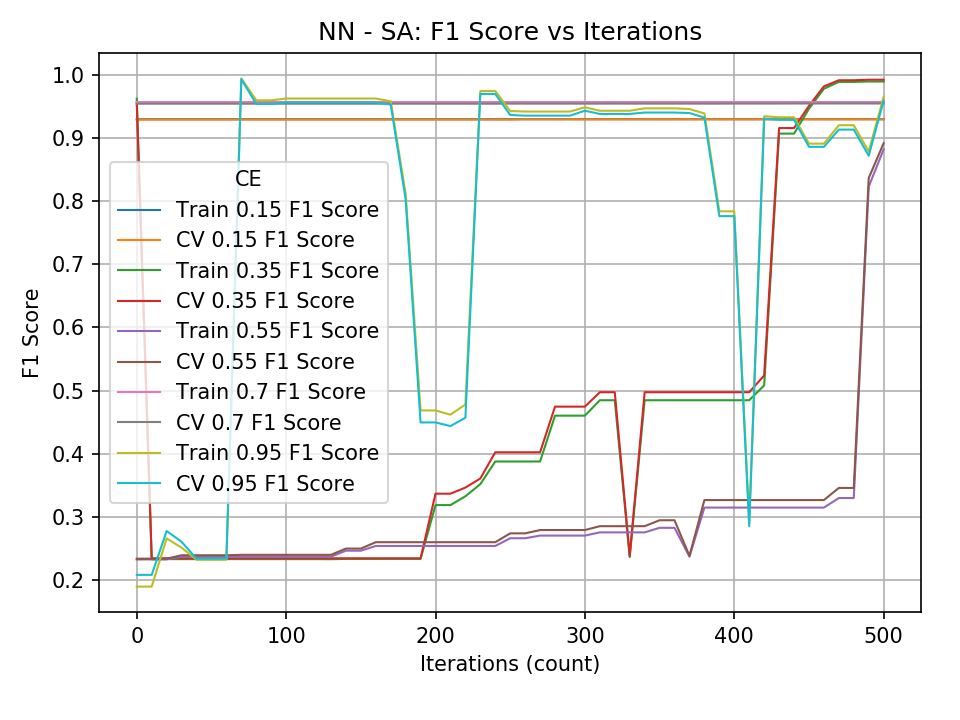 NN - SA: F1 Score vs Iterations
1.0
0.9
0.8
0.7
0.6
0.5
0.4
0.3
0.2
F1 Score
CE
Train 0.15 F1 Score
CV 0.15 F1 Score
Train 0.35 F1 Score
CV 0.35 F1 Score
Train 0.55 F1 Score
CV 0.55 F1 Score
Train 0.7 F1 Score
CV 0.7 F1 Score
Train 0.95 F1 Score
CV 0.95 F1 Score
0 100 200 300 400 500
Iterations (count)